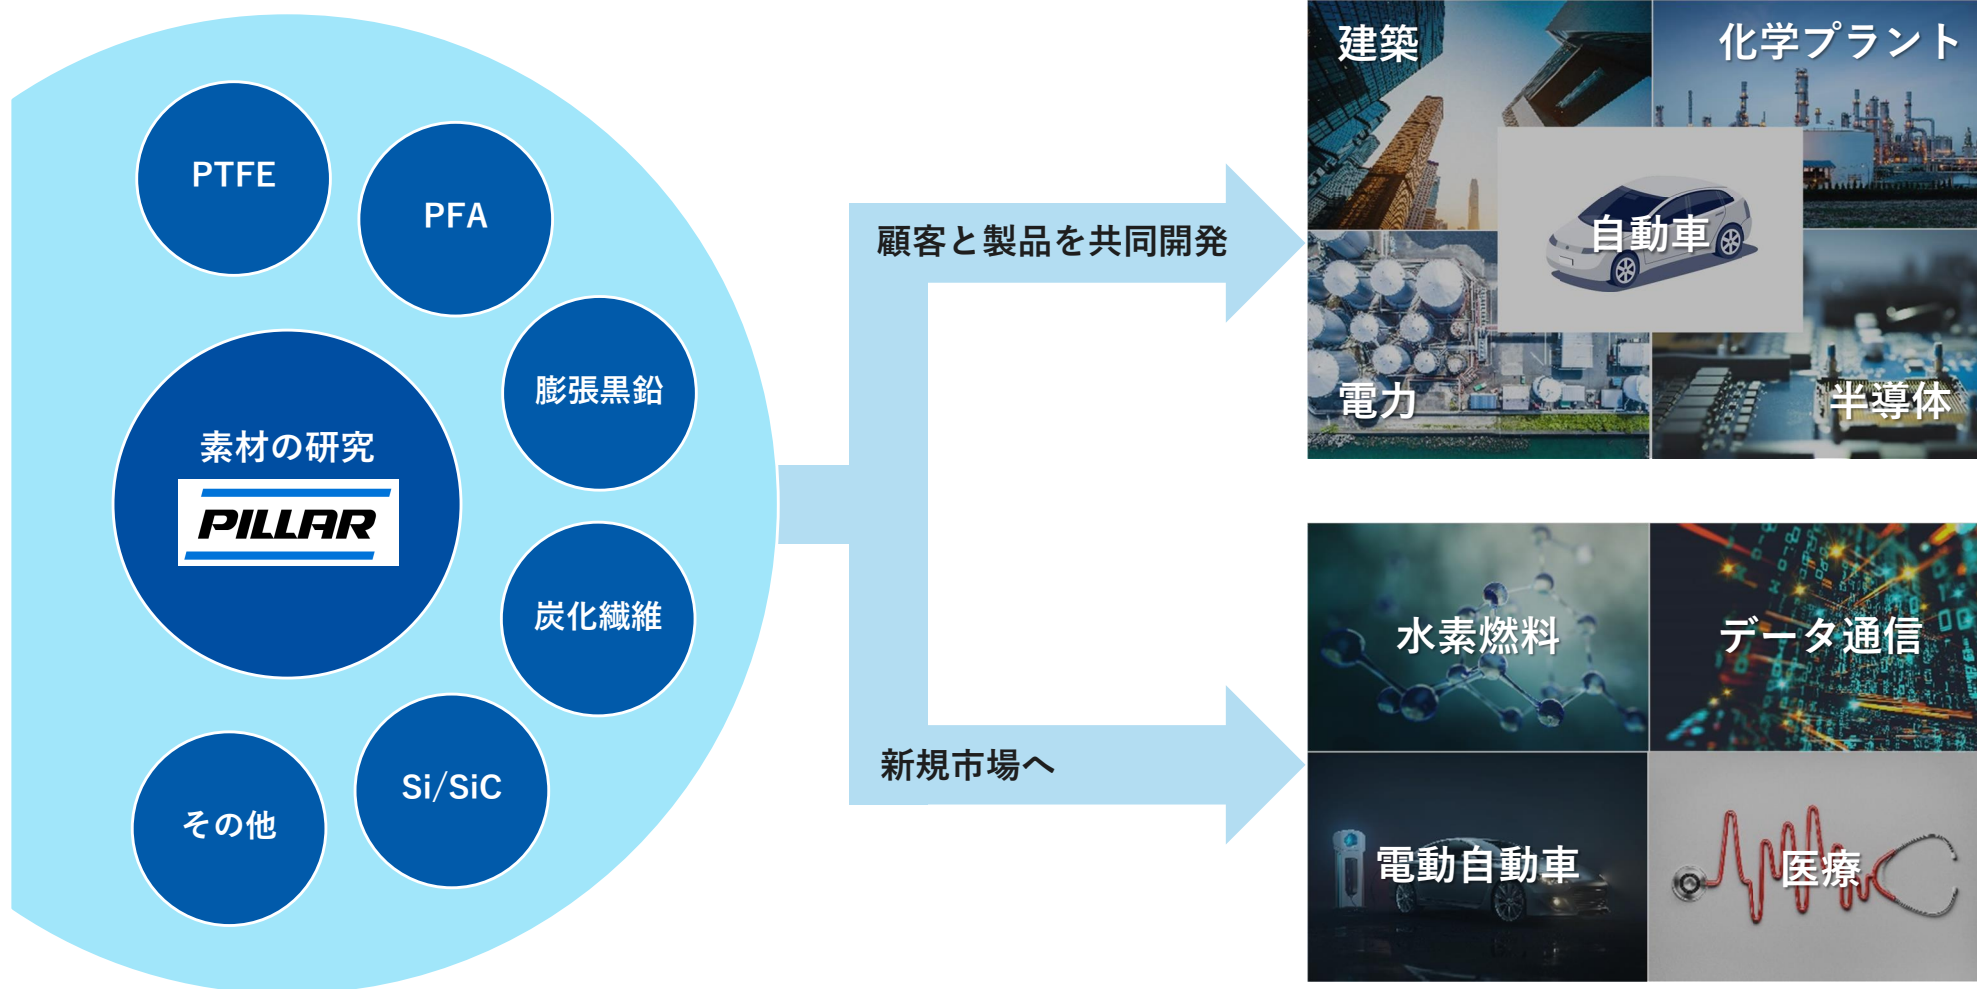 PTFE
PFA
膨張黒鉛
素材の研究
PILLAR
炭化繊維
Si/SiC
その他
顧客と製品を共同開発
新規市場へ
建築
化学プラント
自動車
電力
半導体
水素燃料
データ通信
電動自動車
医療